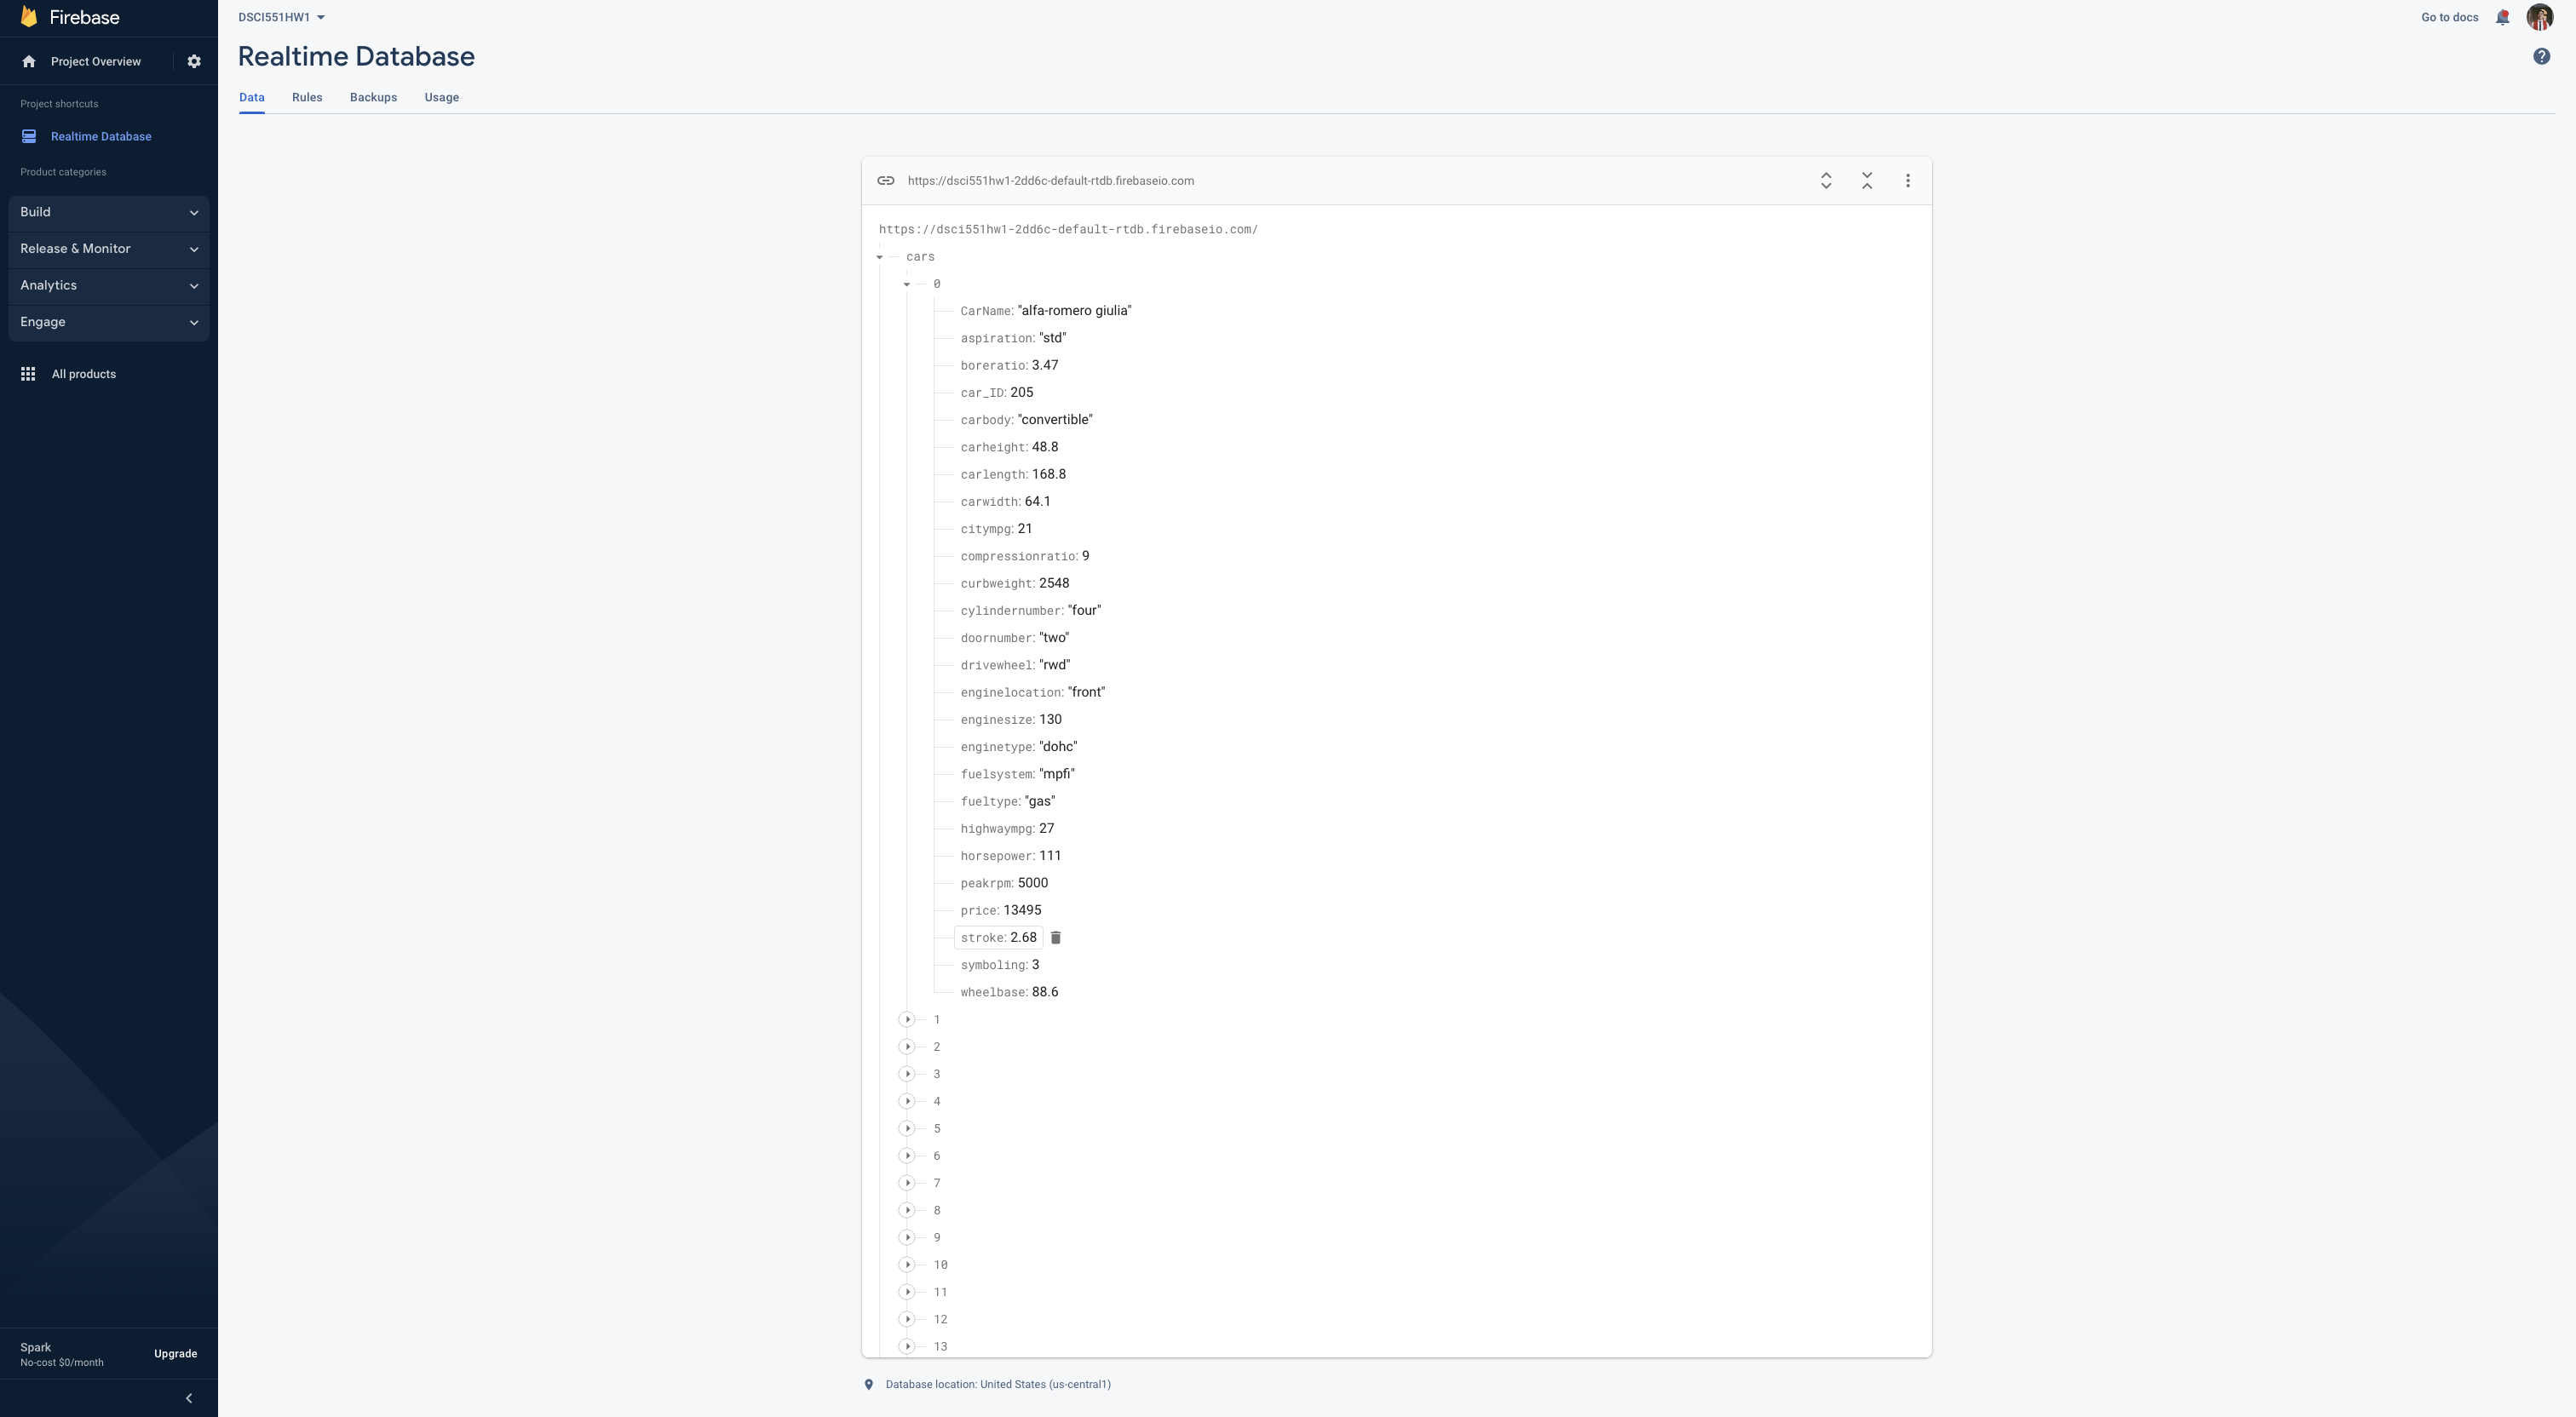 Firebase
Project Overview
Project shortcuts
Realtime Database
Product categories
Build
Release & Monitor
Analytics
Engage
All products
Spark
No-cost $0/month
Upgrade
DSCI551HW1
Go to docs
Realtime Database
Data Rules Backups Usage
https://dsci551hw1-2dd6c-default-rtdb.firebaseio.com
https://dsci551hw1-2dd6c-default-rtdb.firebaseio.com/
cars
0
CarName: "alfa-romero giulia"
aspiration: "std"
boreratio: 3.47
car_ID: 205
carbody: "convertible"
carheight: 48.8
carlength: 168.8
carwidth: 64.1
citympg: 21
compressionratio: 9
curbweight: 2548
cylindernumber: "four"
doornumber: "two"
drivewheel: "rwd"
enginelocation: "front"
enginesize: 130
enginetype: "dohc"
fuelsystem: "mpfi"
fueltype: "gas"
highwaympg: 27
horsepower: 111
peakrpm: 5000
price: 13495
stroke: 2.68
symboling: 3
wheelbase: 88.6
1
2
3
4
5
6
7
8
9
10
11
12
13
Database location: United States (us-central1)